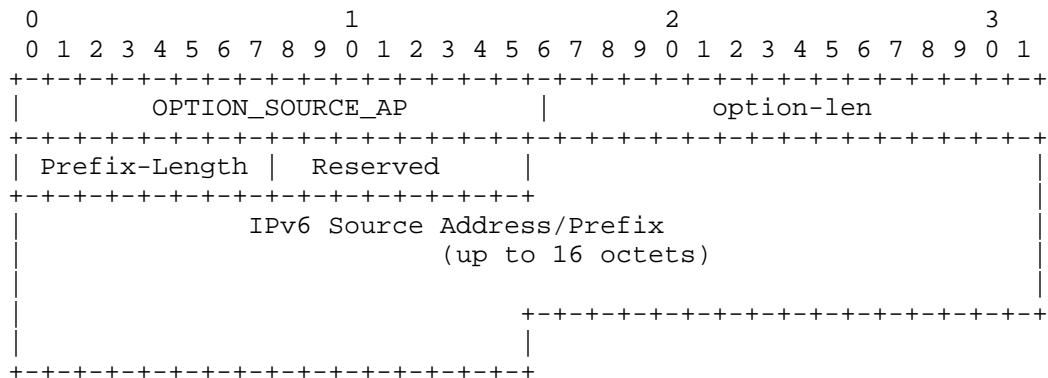 0                   1                   2                   3
0 1 2 3 4 5 6 7 8 9 0 1 2 3 4 5 6 7 8 9 0 1 2 3 4 5 6 7 8 9 0 1
+-+-+-+-+-+-+-+-+-+-+-+-+-+-+-+-+-+-+-+-+-+-+-+-+-+-+-+-+-+-+-+-+
|        OPTION_SOURCE_AP        |          option-len
+-+-+-+-+-+-+-+-+-+-+-+-+-+-+-+-+-+-+-+-+-+-+-+-+-+-+-+-+-+-+-+-+
| Prefix-Length |  Reserved     |                               |
+-+-+-+-+-+-+-+-+-+-+-+-+-+-+-+-+                               |
|              IPv6 Source Address/Prefix                       |
|                          (up to 16 octets)                    |
|                                                               |
|                               +-+-+-+-+-+-+-+-+-+-+-+-+-+-+-+-+
|                               |
+-+-+-+-+-+-+-+-+-+-+-+-+-+-+-+-+